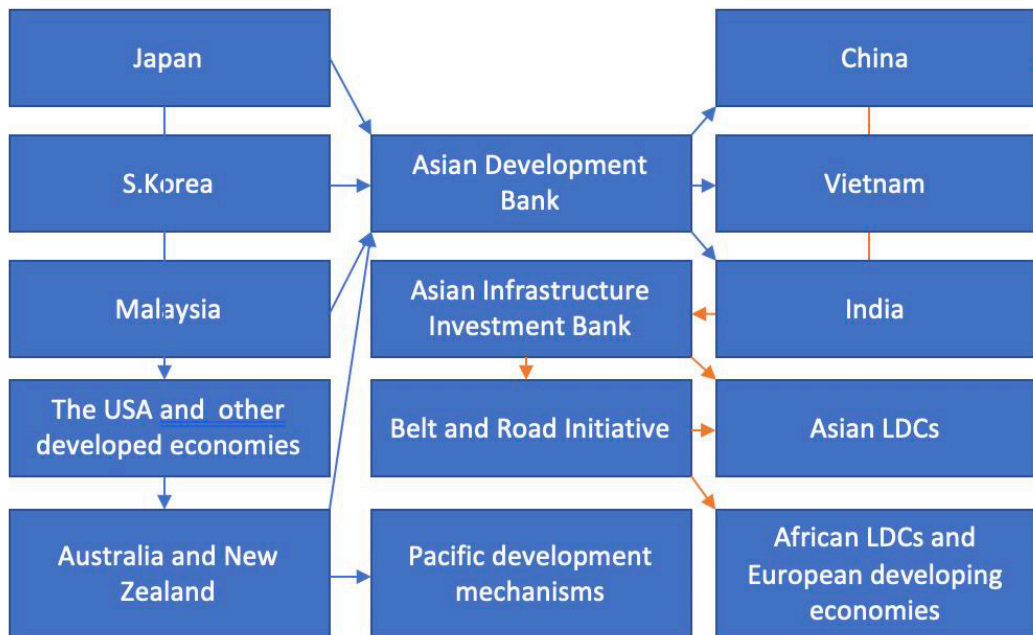 Japan
China
S.Korea
Asian Development
Bank
Vietnam
Malaysia
Asian Infrastructure
Investment Bank
India
The USA and other
developed economies
Belt and Road Initiative
Asian LDCs
Australia and New
Zealand
Pacific development
mechanisms
African LDCs and
European developing
economies